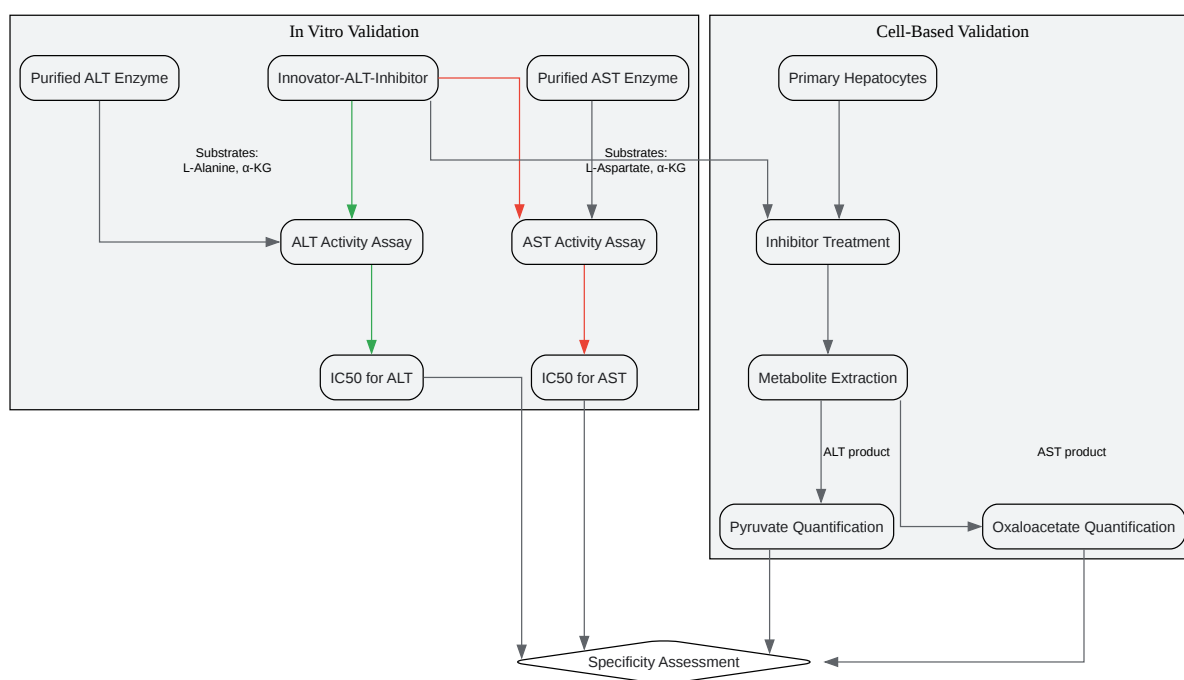 In Vitro Validation
Cell-Based Validation
Purified ALT Enzyme
Innovator-ALT-Inhibitor
Purified AST Enzyme
Primary Hepatocytes
Substrates:
L-Alanine, α-KG
Substrates:
L-Aspartate, α-KG
ALT Activity Assay
AST Activity Assay
Inhibitor Treatment
IC50 for ALT
IC50 for AST
Metabolite Extraction
ALT product
AST product
Pyruvate Quantification
Oxaloacetate Quantification
Specificity Assessment